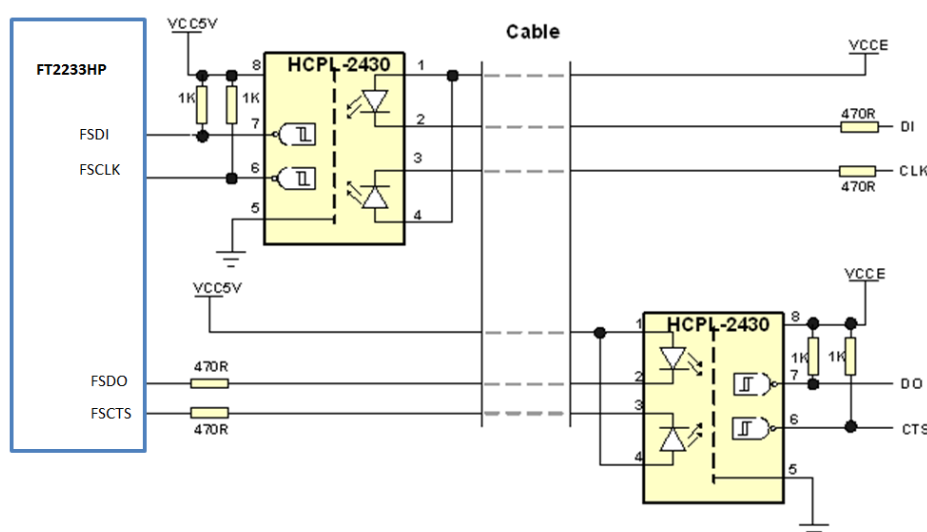 Cable
VCC5V
VCCE
FT2233HP
HCPL-2430
8
1
1K
1K
470R
FSDI
7
2
DI
FSCLK
6
3
CLK
470R
5
4
VCC5V
VCCE
1
HCPL-2430
8
1K
1K
470R
FSDO
2
7
DO
FSCTS
3
6
CTS
470R
4
5